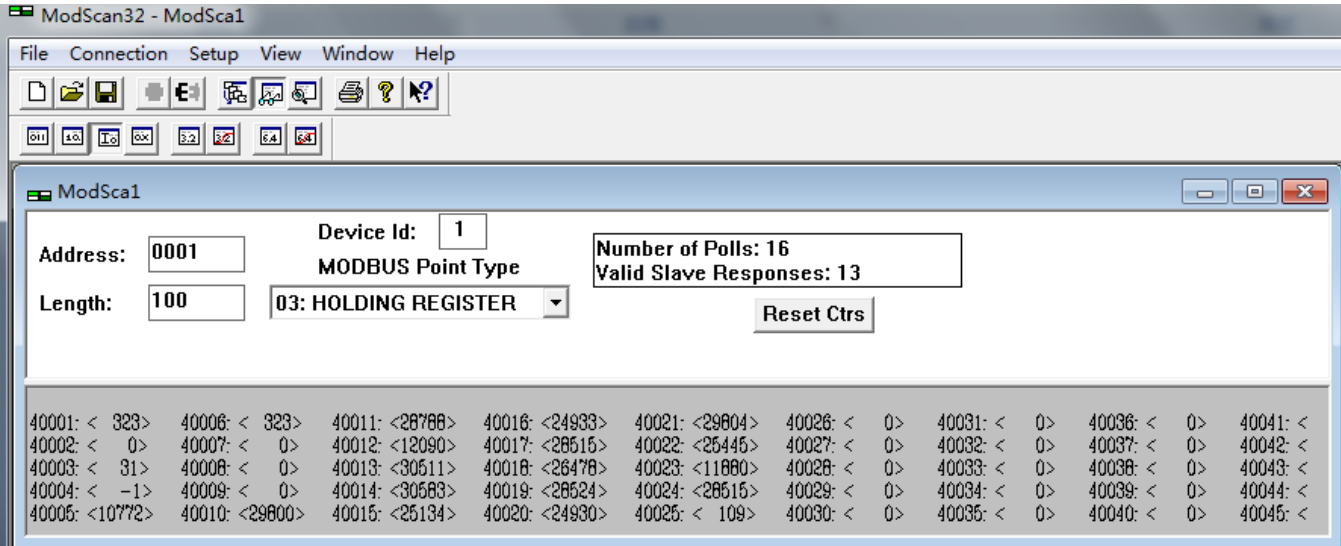 ModScan32 - ModSca1
File Connection Setup View Window Help
ModSca1
Address: 0001
Device Id: 1
MODBUS Point Type
Length: 100
03: HOLDING REGISTER
Number of Polls: 16
Valid Slave Responses: 13
Reset Ctrs
40001: < 323> 40006: < 323> 40011: <28788> 40016: <24933> 40021: <29804> 40026: < 0> 40031: < 0> 40036: < 0> 40041: <
40002: < 0> 40007: < 0> 40012: <12090> 40017: <28515> 40022: <25445> 40027: < 0> 40032: < 0> 40037: < 0> 40042: <
40003: < 31> 40008: < 0> 40013: <30511> 40018: <26478> 40023: <11880> 40028: < 0> 40033: < 0> 40038: < 0> 40043: <
40004: < -1> 40009: < 0> 40014: <30583> 40019: <28524> 40024: <28515> 40029: < 0> 40034: < 0> 40039: < 0> 40044: <
40005: <10772> 40010: <29800> 40015: <25134> 40020: <24930> 40025: < 109> 40030: < 0> 40035: < 0> 40040: < 0> 40045: <